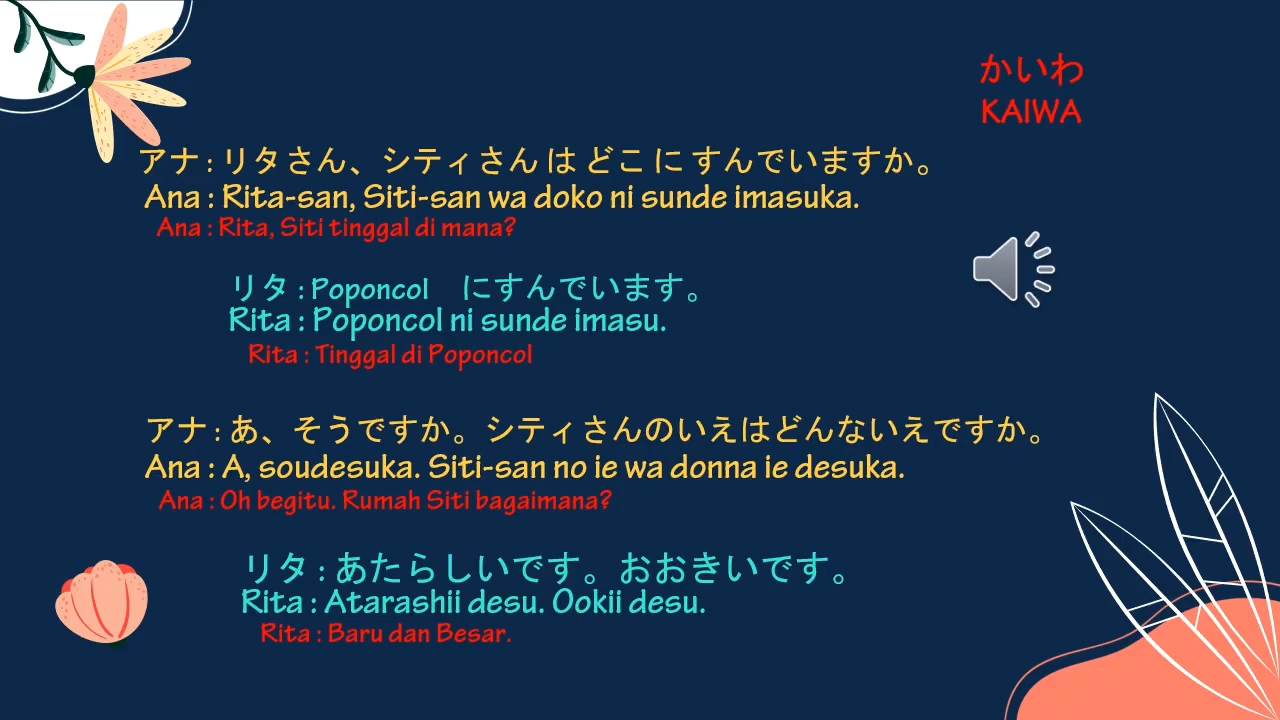 かいわ
KAIWA
アナ : リタさん、シティさん は どこ に すんでいますか。
Ana : Rita-san, Siti-san wa doko ni sunde imasuka.
Ana : Rita, Siti tinggal di mana?
リタ : Poponcol　にすんでいます。
Rita : Poponcol ni sunde imasu.
Rita : Tinggal di Poponcol
アナ : あ、そうですか。シティさんのいえはどんないえですか。
Ana : A, soudesuka. Siti-san no ie wa donna ie desuka.
Ana : Oh begitu. Rumah Siti bagaimana?
リタ : あたらしいです。おおきいです。
Rita : Atarashii desu. Ookii desu.
Rita : Baru dan Besar.